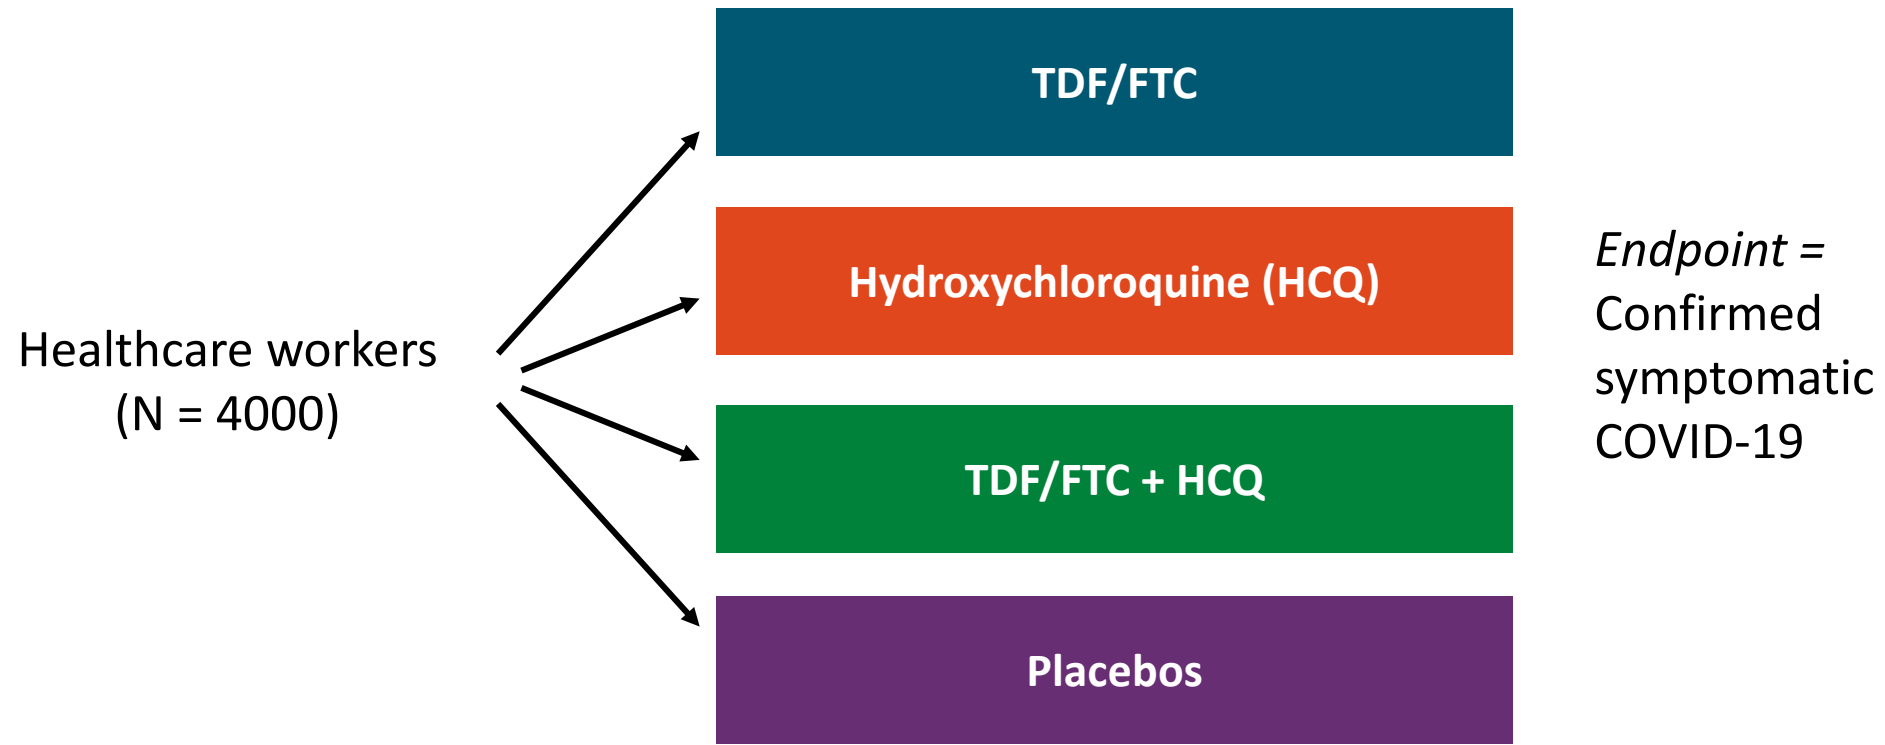 Healthcare workers
(N = 4000)
TDF/FTC
Hydroxychloroquine (HCQ)
TDF/FTC + HCQ
Placebos
Endpoint =
Confirmed
symptomatic
COVID-19